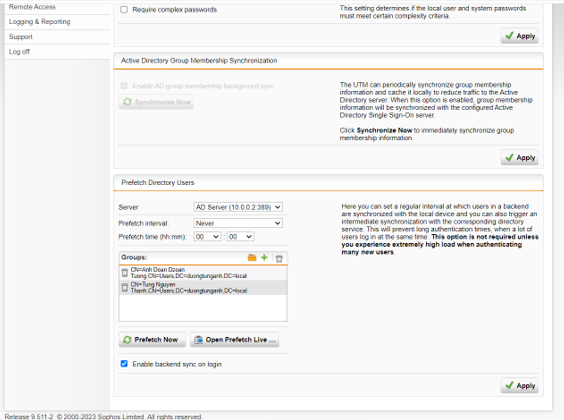 Remote Access
Logging & Reporting
Support
Log off
Require complex passwords
This setting determines if the local user and system passwords
must meet certain complexity criteria.
Apply
Active Directory Group Membership Synchronization
Enable AD group membership background sync
Synchronize Now
The UTM can periodically synchronize group membership
information and cache it locally to reduce traffic to the Active
Directory server. When this option is enabled, group membership
information will be synchronized with the configured Active
Directory Single Sign-On server.
Click Synchronize Now to immediately synchronize group
membership information.
Apply
Prefetch Directory Users
Server
AD Server (10.0.0.2:389)
Prefetch interval:
Never
Prefetch time (hh:mm):
00 : 00
Groups:
CN=Anh Doan Dzoan
Tuong,CN=Users,DC=duongtunganh,DC=local
CN=Tung Nguyen
Thanh,CN=Users,DC=duongtunganh,DC=local
Prefetch Now
Open Prefetch Live ...
Enable backend sync on login
Here you can set a regular interval at which users in a backend
are synchronized with the local device and you can also trigger an
intermediate synchronization with the corresponding directory
service. This will prevent long authentication times, when a lot of
users log in at the same time. This option is not required unless
you experience extremely high load when authenticating
many new users.
Apply
Release 9.511-2 © 2000-2023 Sophos Limited. All rights reserved.